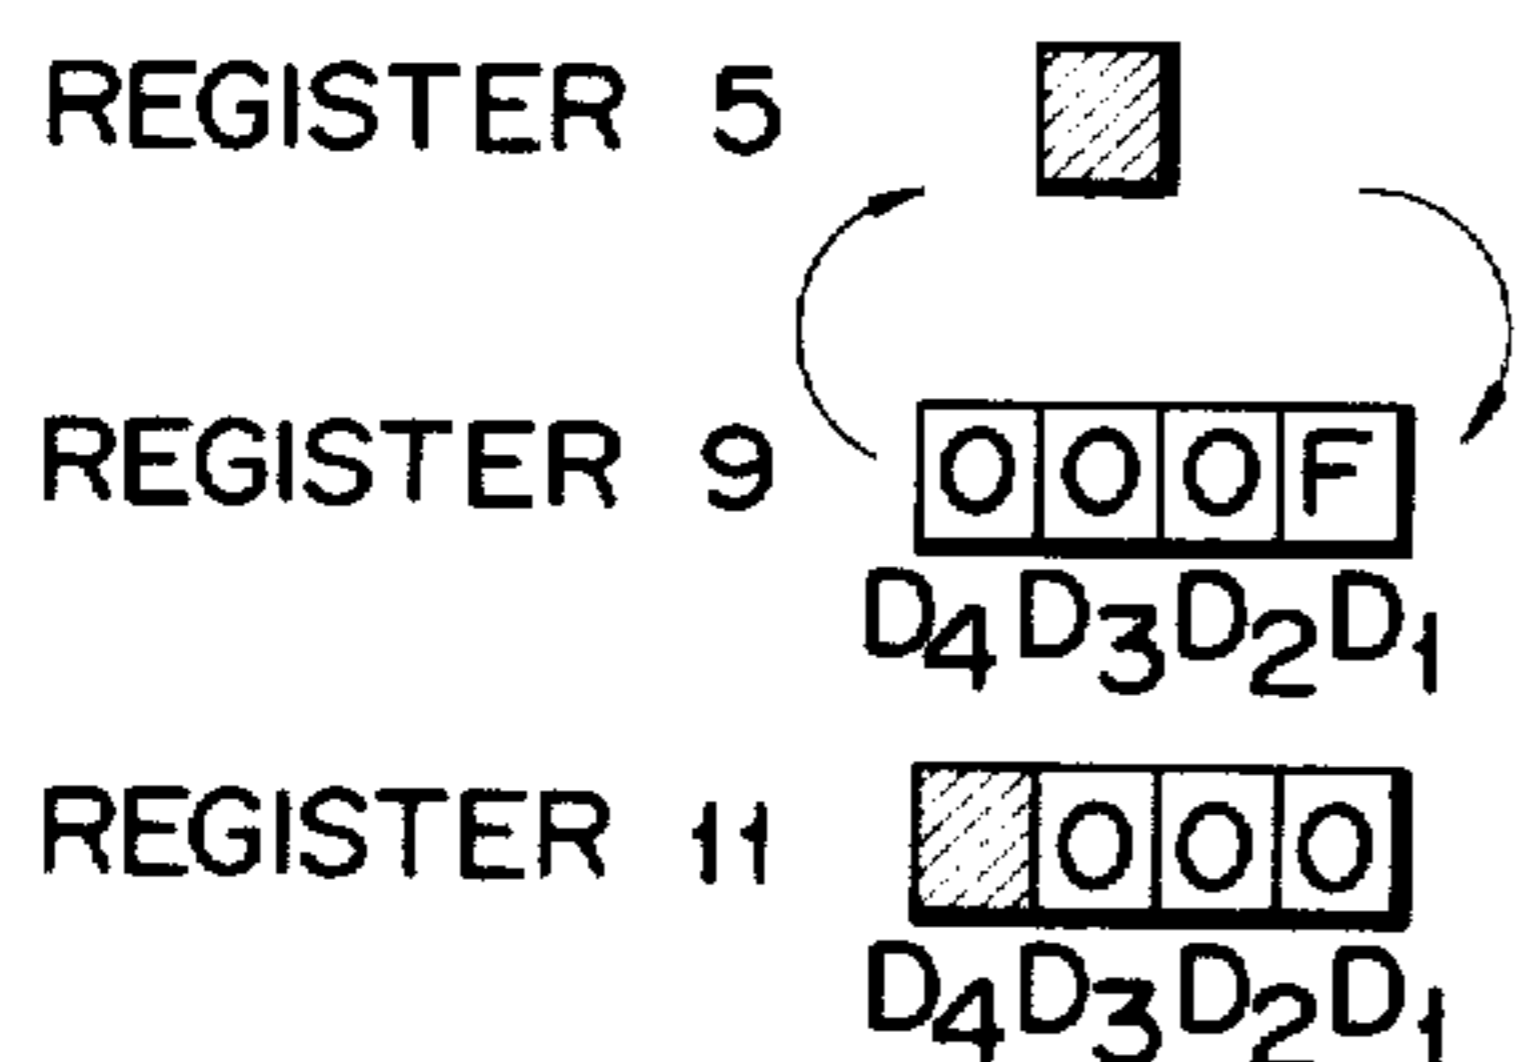 REGISTER 5
REGISTER 9 0 0 0 F
D4 D3 D2 D1
REGISTER 11 0 0 0
D4 D3 D2 D1